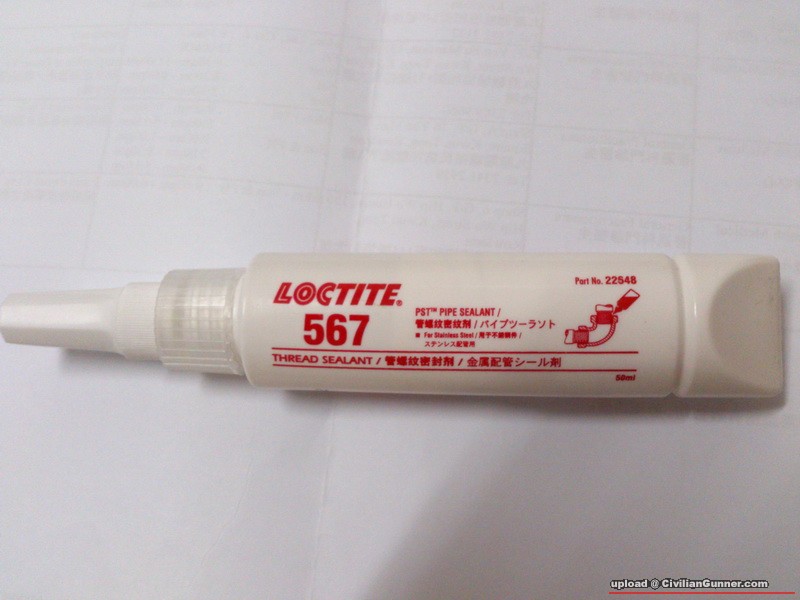 LOCTITE®
567
PST™ PIPE SEALANT /
管螺纹密纹剂 / パイプツーラソト
■ For Stainless Steel / 用于不銹鋼件 /
ステンレス配管用
Part No. 22548
THREAD SEALANT / 管螺纹密封剂 / 金属配管シール剤
50ml
upload @ CivilianGunner.com